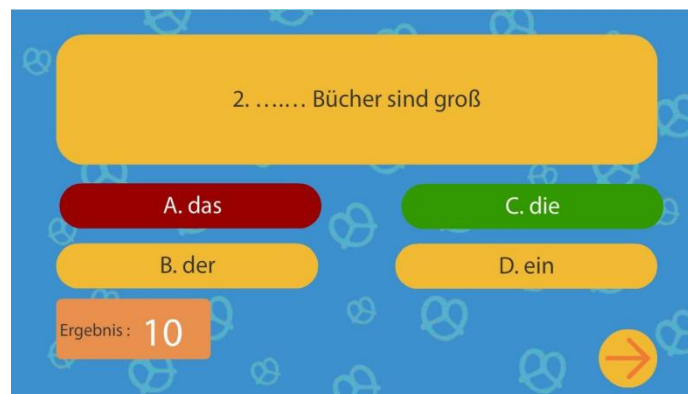 2. ....... Bücher sind groß
A. das
C. die
B. der
D. ein
Ergebnis : 10